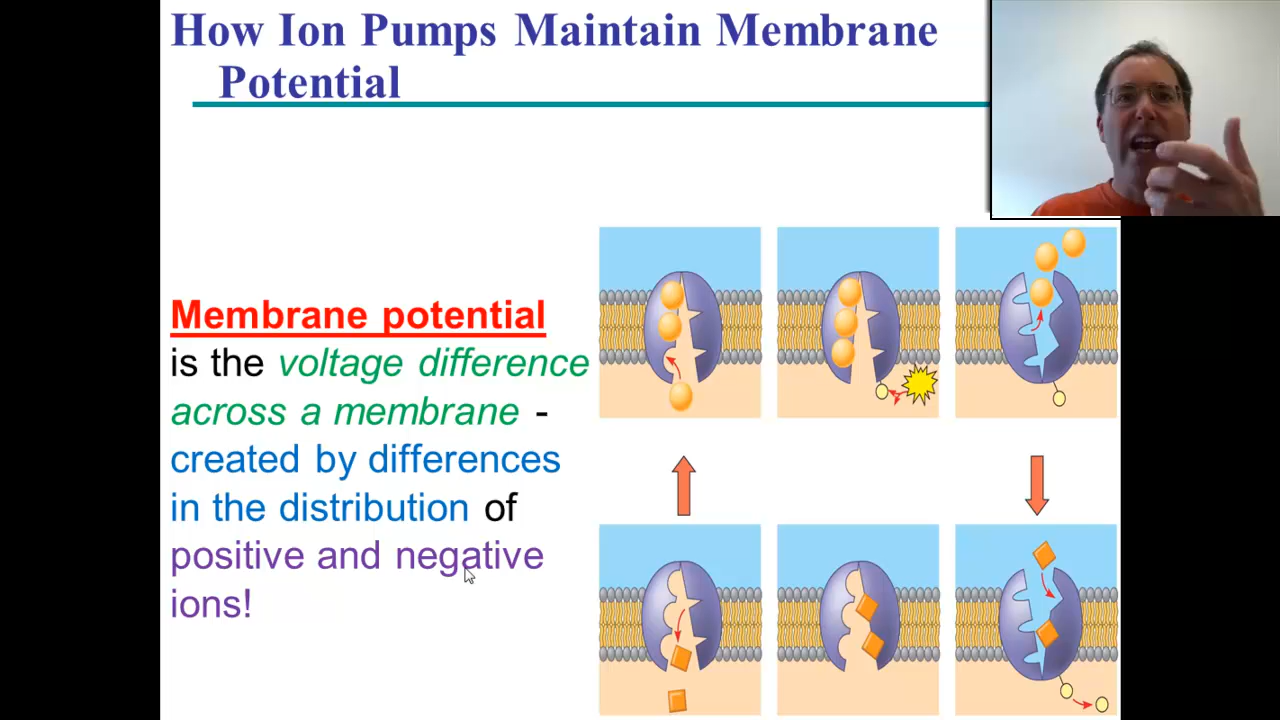 How Ion Pumps Maintain Membrane
Potential
Membrane potential
is the voltage difference
across a membrane -
created by differences
in the distribution of
positive and negative
ions!